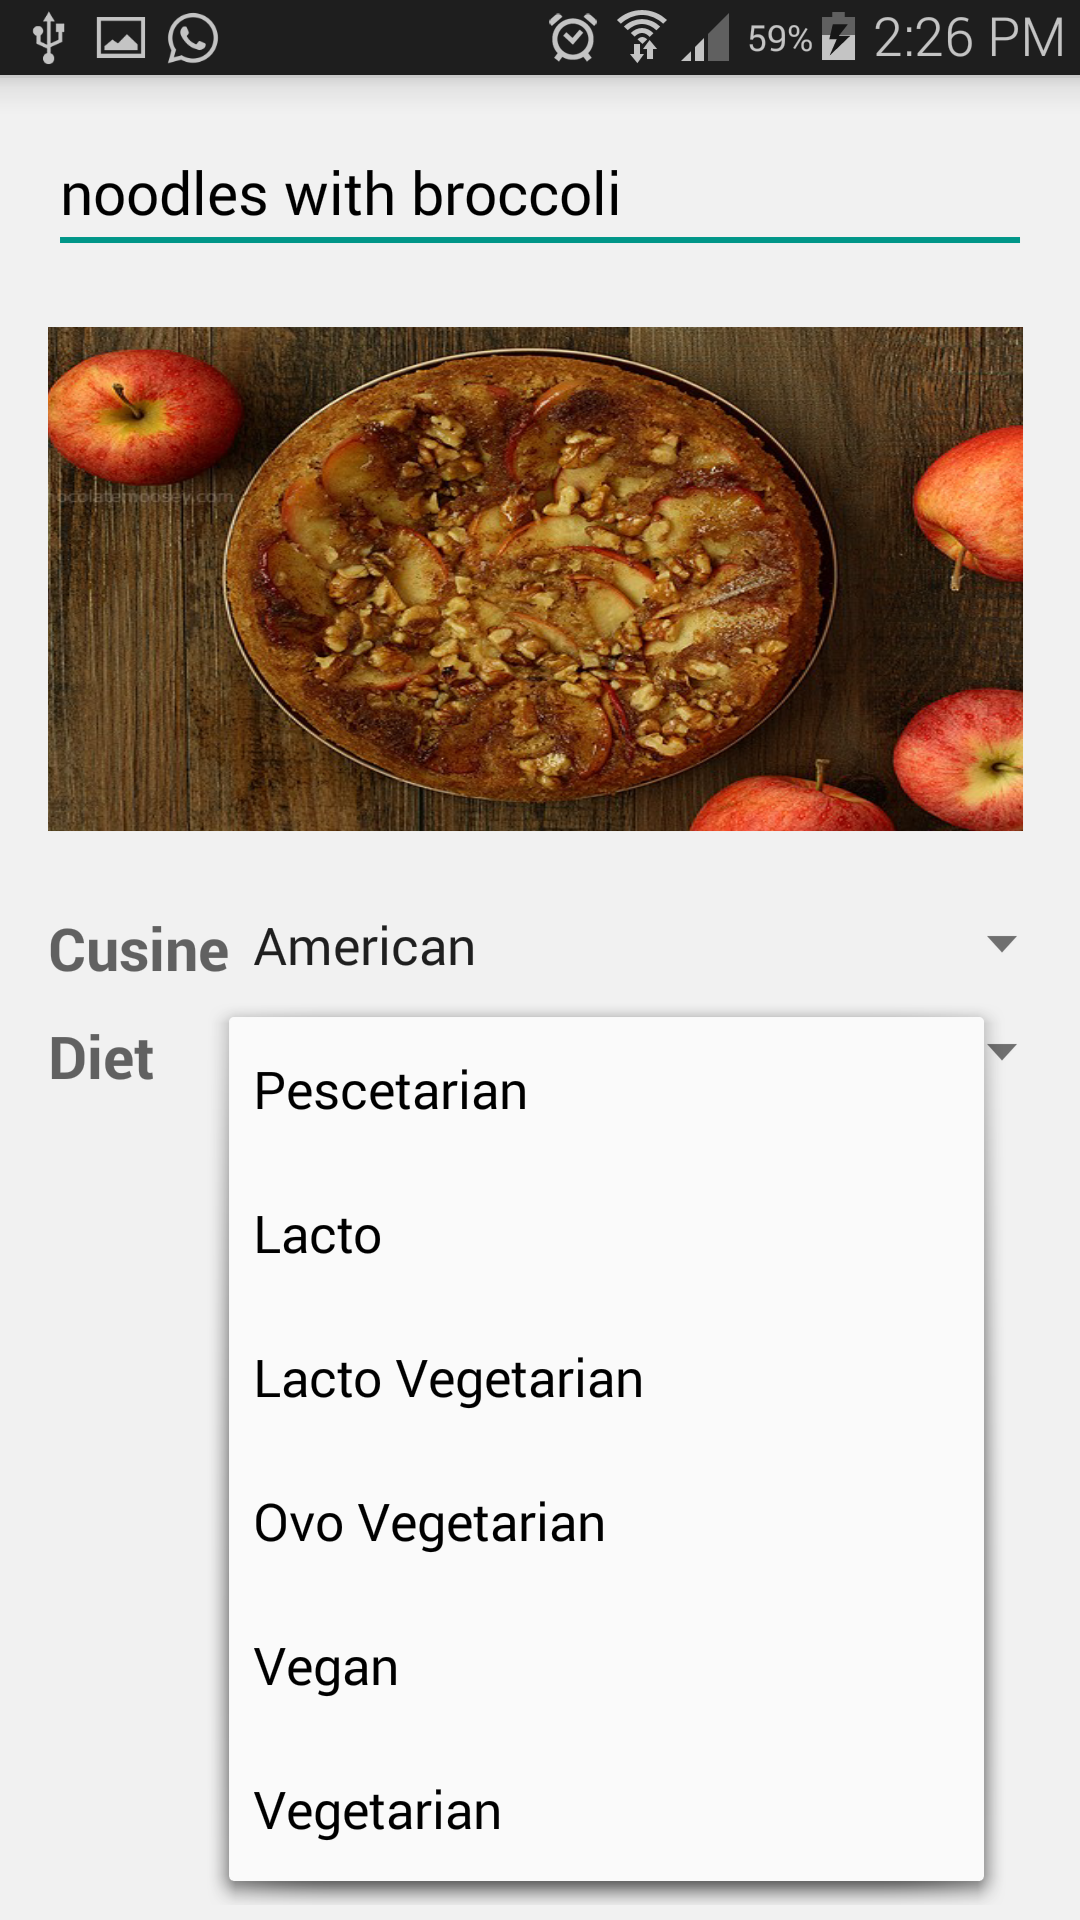 59% 2:26 PM
noodles with broccoli
ocolatemoosey.com
Cusine American
Diet
Pescetarian
Lacto
Lacto Vegetarian
Ovo Vegetarian
Vegan
Vegetarian